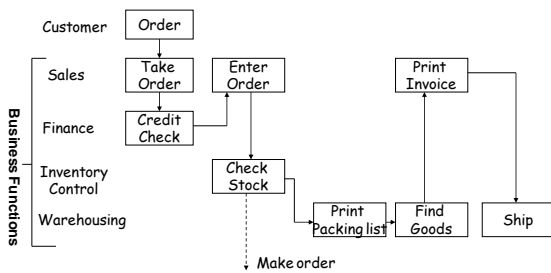 Customer
Order
Sales
Take
Order
Enter
Order
Print
Invoice
Business Functions
Finance
Credit
Check
Inventory
Control
Check
Stock
Warehousing
Print
Packing list
Find
Goods
Ship
Make order